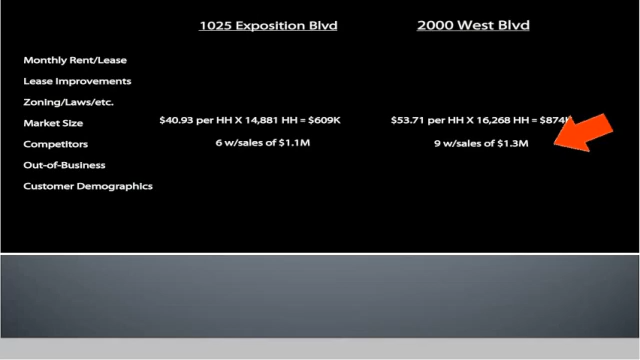 1025 Exposition Blvd 2000 West Blvd
Monthly Rent/Lease
Lease Improvements
Zoning/Laws/etc.
Market Size $40.93 per HH X 14,881 HH = $609K $53.71 per HH X 16,268 HH = $874K
Competitors 6 w/sales of $1.1M 9 w/sales of $1.3M
Out-of-Business
Customer Demographics